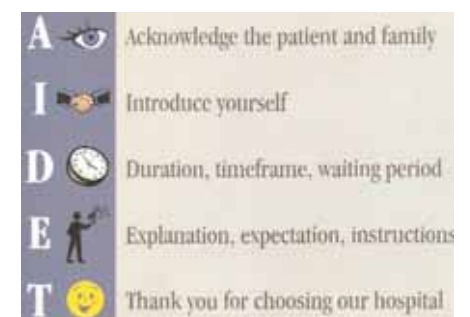 A Acknowledge the patient and family
I Introduce yourself
D Duration, timeframe, waiting period
E Explanation, expectation, instructions
T Thank you for choosing our hospital